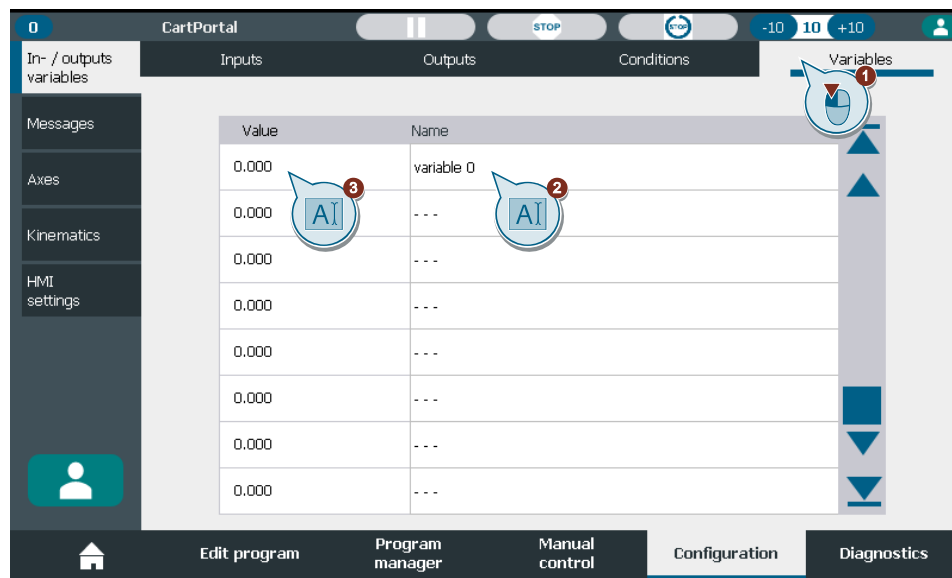 0
CartPortal
STOP
STOP
-10
10
+10
In- / outputs
variables
Inputs
Outputs
Conditions
Variables
1
Messages
Axes
Kinematics
HMI
settings
Value
Name
0.000
variable 0
3
2
A
A
0.000
- - -
0.000
- - -
0.000
- - -
0.000
- - -
0.000
- - -
0.000
- - -
0.000
- - -
Edit program
Program
manager
Manual
control
Configuration
Diagnostics